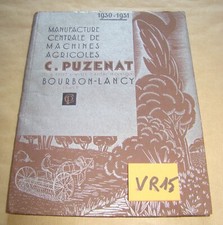 1930-1931
MANUFACTURE
CENTRALE DE
MACHINES
AGRICOLES
C. PUZENAT
BOURBON-LANCY
VR15